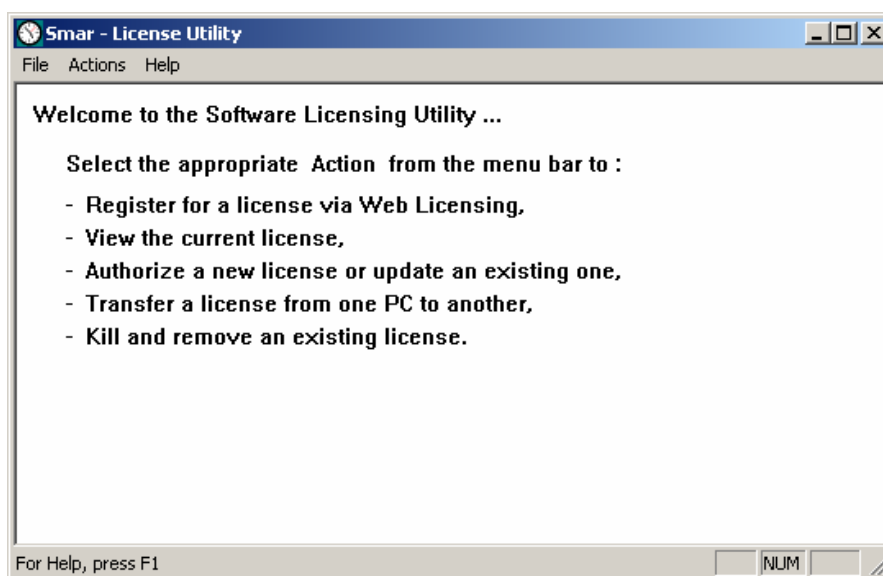 Smar - License Utility
File Actions Help
Welcome to the Software Licensing Utility ...
Select the appropriate Action from the menu bar to :
- Register for a license via Web Licensing,
- View the current license,
- Authorize a new license or update an existing one,
- Transfer a license from one PC to another,
- Kill and remove an existing license.
For Help, press F1 NUM